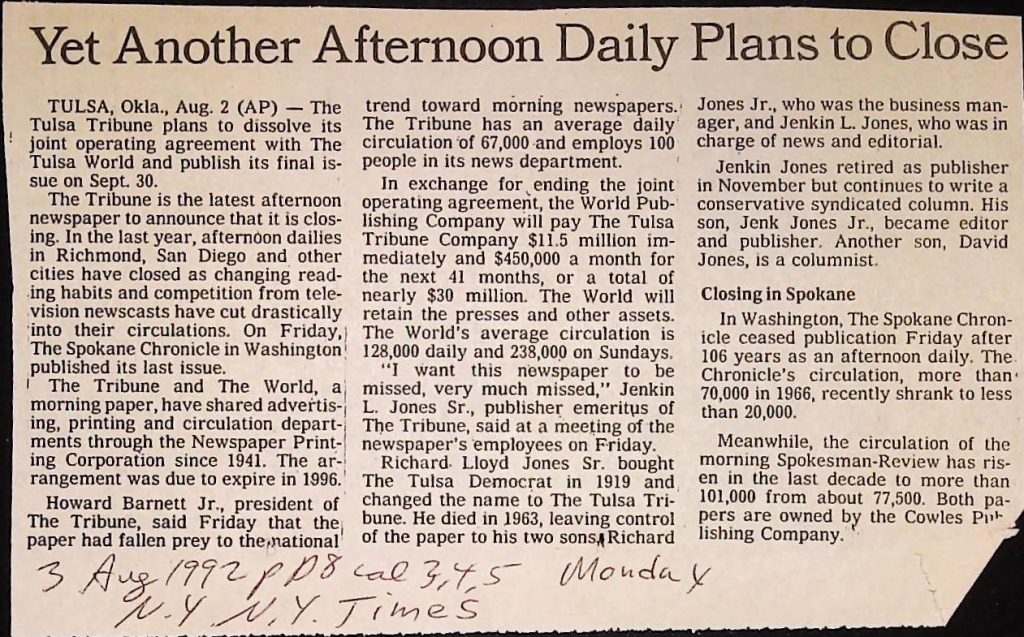 Yet Another Afternoon Daily Plans to Close
TULSA, Okla., Aug. 2 (AP) — The
Tulsa Tribune plans to dissolve its
joint operating agreement with The
Tulsa World and publish its final is-
sue on Sept. 30.
The Tribune is the latest afternoon
newspaper to announce that it is clos-
ing. In the last year, afternoon dailies
in Richmond, San Diego and other
cities have closed as changing read-
ing habits and competition from tele-
vision newscasts have cut drastically
into their circulations. On Friday,
The Spokane Chronicle in Washington
published its last issue.
The Tribune and The World, a
morning paper, have shared advertis-
ing, printing and circulation depart-
ments through the Newspaper Print-
ing Corporation since 1941. The ar-
rangement was due to expire in 1996.
Howard Barnett Jr., president of
The Tribune, said Friday that the
paper had fallen prey to the national
trend toward morning newspapers.
The Tribune has an average daily
circulation of 67,000 and employs 100
people in its news department.
In exchange for ending the joint
operating agreement, the World Pub-
lishing Company will pay The Tulsa
Tribune Company $11.5 million im-
mediately and $450,000 a month for
the next 41 months, or a total of
nearly $30 million. The World will
retain the presses and other assets.
The World's average circulation is
128,000 daily and 238,000 on Sundays.
"I want this newspaper to be
missed, very much missed," Jenkin
L. Jones Sr., publisher emeritus of
The Tribune, said at a meeting of the
newspaper's employees on Friday.
Richard Lloyd Jones Sr. bought
The Tulsa Democrat in 1919 and
changed the name to The Tulsa Tri-
bune. He died in 1963, leaving control
of the paper to his two sons, Richard
Jones Jr., who was the business man-
ager, and Jenkin L. Jones, who was in
charge of news and editorial.
Jenkin Jones retired as publisher
in November but continues to write a
conservative syndicated column. His
son, Jenk Jones Jr., became editor
and publisher. Another son, David
Jones, is a columnist.
Closing in Spokane
In Washington, The Spokane Chron-
icle ceased publication Friday after
106 years as an afternoon daily. The
Chronicle's circulation, more than
70,000 in 1966, recently shrank to less
than 20,000.
Meanwhile, the circulation of the
morning Spokesman-Review has ris-
en in the last decade to more than
101,000 from about 77,500. Both pa-
pers are owned by the Cowles Pub-
lishing Company.
3 Aug 1992 p D8 col 3,4,5 Monday
N.Y. N.Y. Times